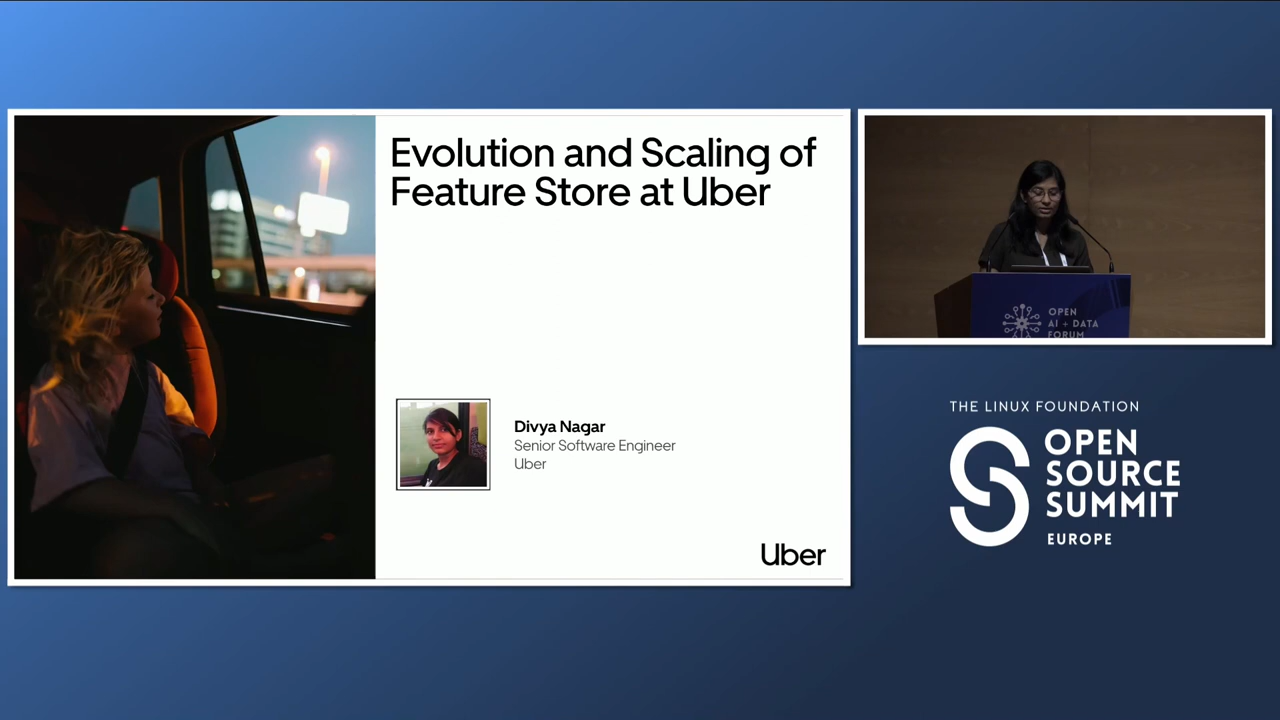 Evolution and Scaling of
Feature Store at Uber
Divya Nagar
Senior Software Engineer
Uber
Uber
OPEN
AI + DATA
FORUM
THE LINUX FOUNDATION
OPEN
SOURCE
SUMMIT
EUROPE